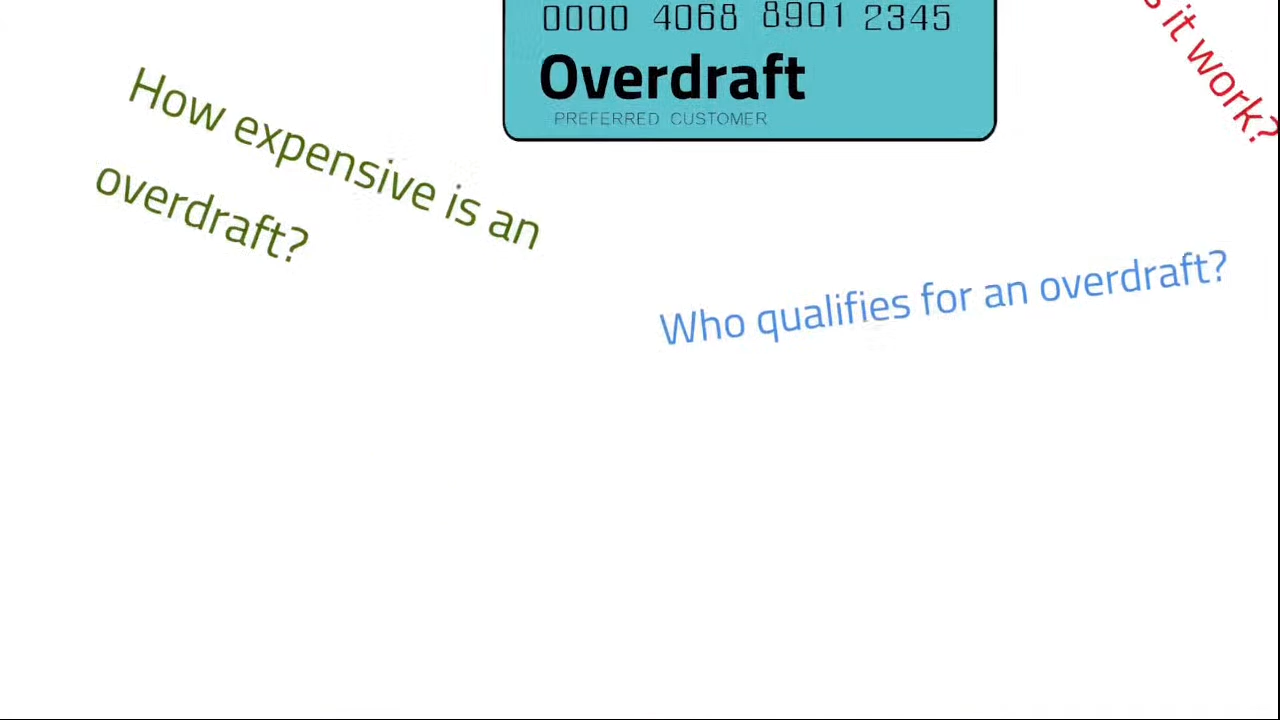 0000 4068 8901 2345
Overdraft
PREFERRED CUSTOMER
it work?
How expensive is an
overdraft?
Who qualifies for an overdraft?